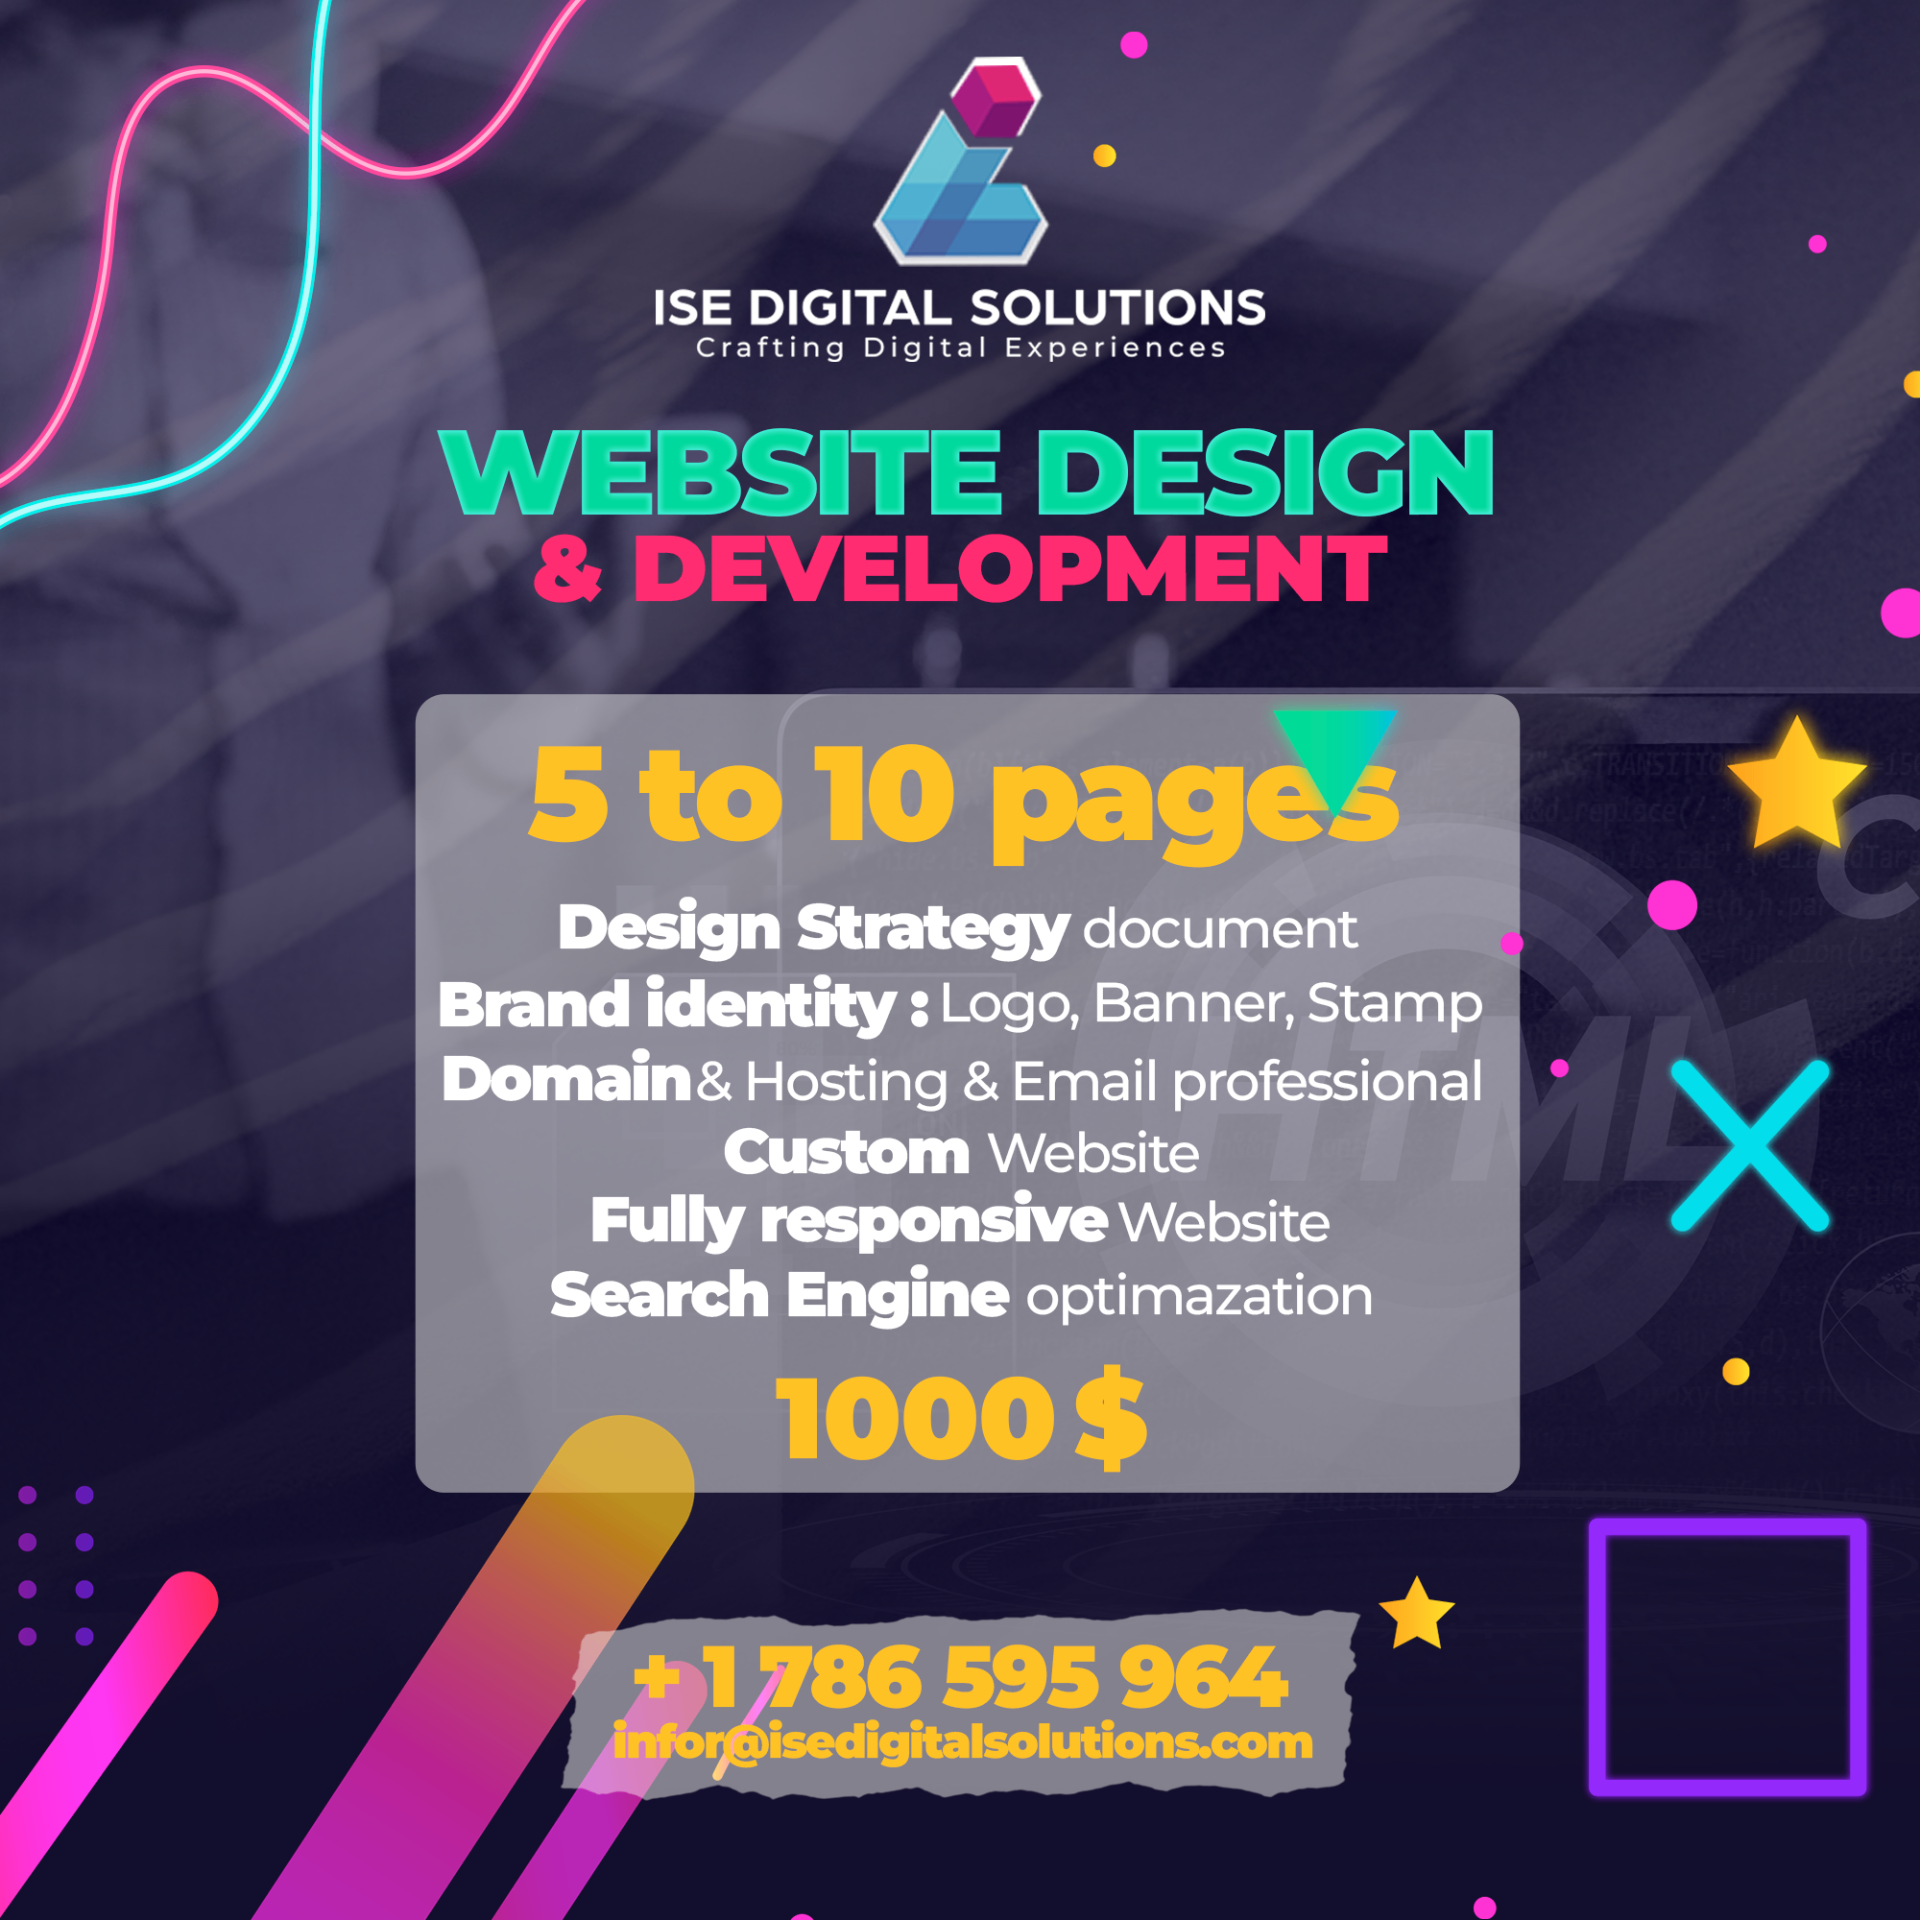 ISE DIGITAL SOLUTIONS
Crafting Digital Experiences
WEBSITE DESIGN
& DEVELOPMENT
5 to 10 pages
Design Strategy document
Brand identity : Logo, Banner, Stamp
Domain & Hosting & Email professional
Custom Website
Fully responsive Website
Search Engine optimazation
1000 $
+ 1 786 595 964
infor@isedigitalsolutions.com
HTML